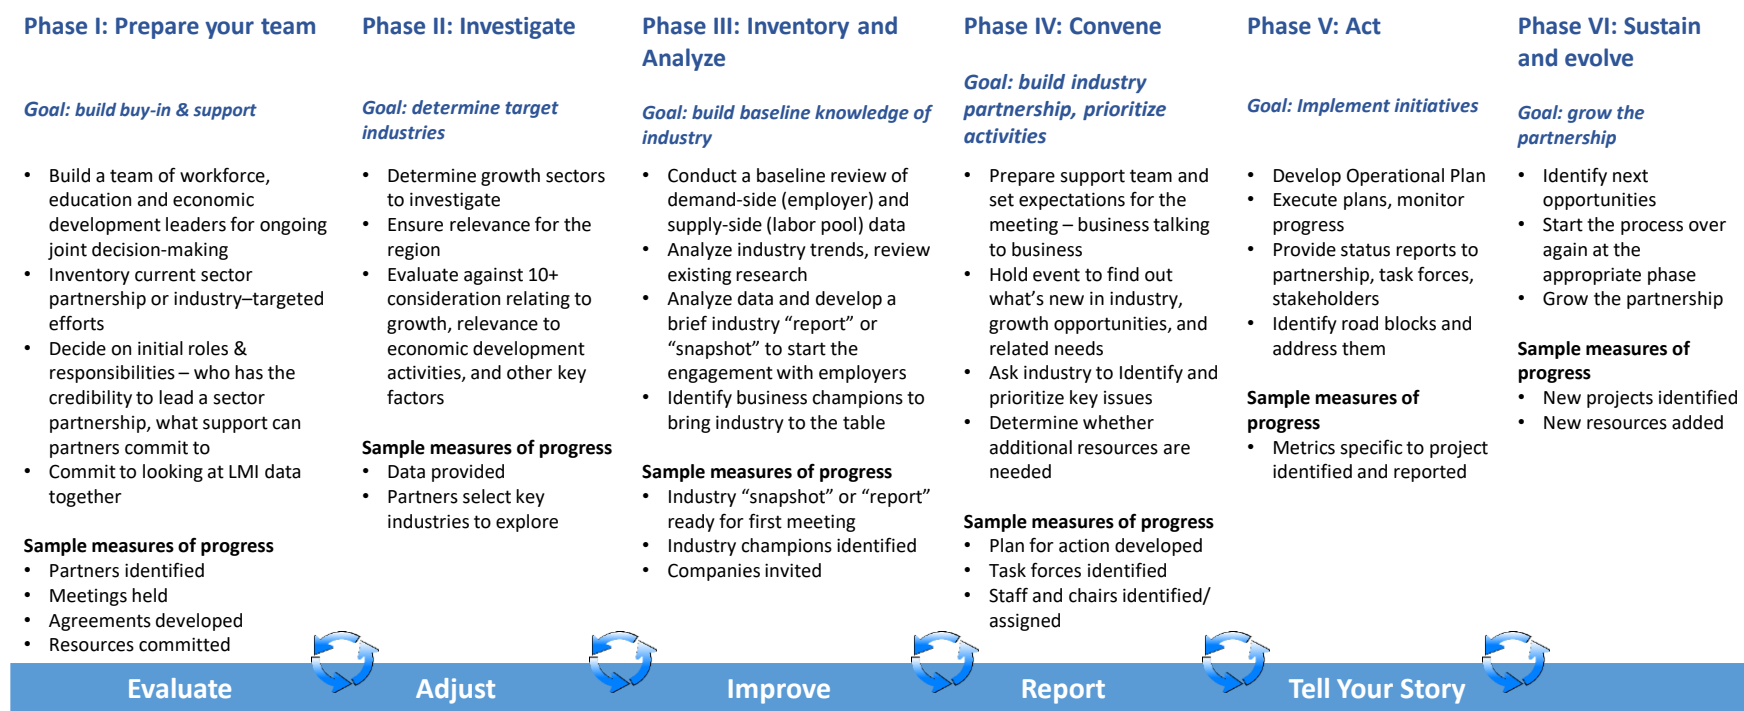 Phase I: Prepare your team
Goal: build buy-in & support
• Build a team of workforce,
education and economic
development leaders for ongoing
joint decision-making
• Inventory current sector
partnership or industry–targeted
efforts
• Decide on initial roles &
responsibilities – who has the
credibility to lead a sector
partnership, what support can
partners commit to
• Commit to looking at LMI data
together
Sample measures of progress
• Partners identified
• Meetings held
• Agreements developed
• Resources committed
Phase II: Investigate
Goal: determine target
industries
• Determine growth sectors
to investigate
• Ensure relevance for the
region
• Evaluate against 10+
consideration relating to
growth, relevance to
economic development
activities, and other key
factors
Sample measures of progress
• Data provided
• Partners select key
industries to explore
Phase III: Inventory and
Analyze
Goal: build baseline knowledge of
industry
• Conduct a baseline review of
demand-side (employer) and
supply-side (labor pool) data
• Analyze industry trends, review
existing research
• Analyze data and develop a
brief industry “report” or
“snapshot” to start the
engagement with employers
• Identify business champions to
bring industry to the table
Sample measures of progress
• Industry “snapshot” or “report”
ready for first meeting
• Industry champions identified
• Companies invited
Phase IV: Convene
Goal: build industry
partnership, prioritize
activities
• Prepare support team and
set expectations for the
meeting – business talking
to business
• Hold event to find out
what’s new in industry,
growth opportunities, and
related needs
• Ask industry to Identify and
prioritize key issues
• Determine whether
additional resources are
needed
Sample measures of progress
• Plan for action developed
• Task forces identified
• Staff and chairs identified/
assigned
Phase V: Act
Goal: Implement initiatives
• Develop Operational Plan
• Execute plans, monitor
progress
• Provide status reports to
partnership, task forces,
stakeholders
• Identify road blocks and
address them
Sample measures of
progress
• Metrics specific to project
identified and reported
Phase VI: Sustain
and evolve
Goal: grow the
partnership
• Identify next
opportunities
• Start the process over
again at the
appropriate phase
• Grow the partnership
Sample measures of
progress
• New projects identified
• New resources added
Evaluate
Adjust
Improve
Report
Tell Your Story